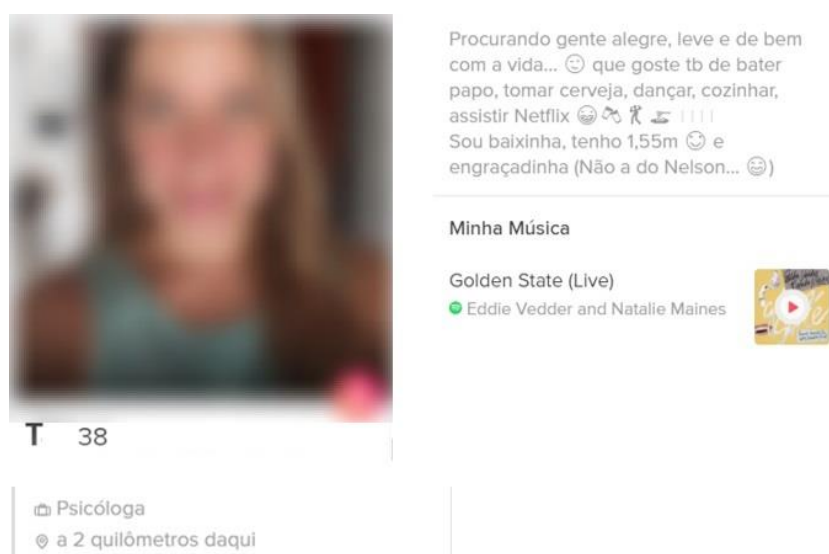 T 38
Psicóloga
a 2 quilômetros daqui
Procurando gente alegre, leve e de bem
com a vida... 😉 que goste tb de bater
papo, tomar cerveja, dançar, cozinhar,
assistir Netflix
Sou baixinha, tenho 1,55m 😉 e
engraçadinha (Não a do Nelson... 😄)
Minha Música
Golden State (Live)
Eddie Vedder and Natalie Maines